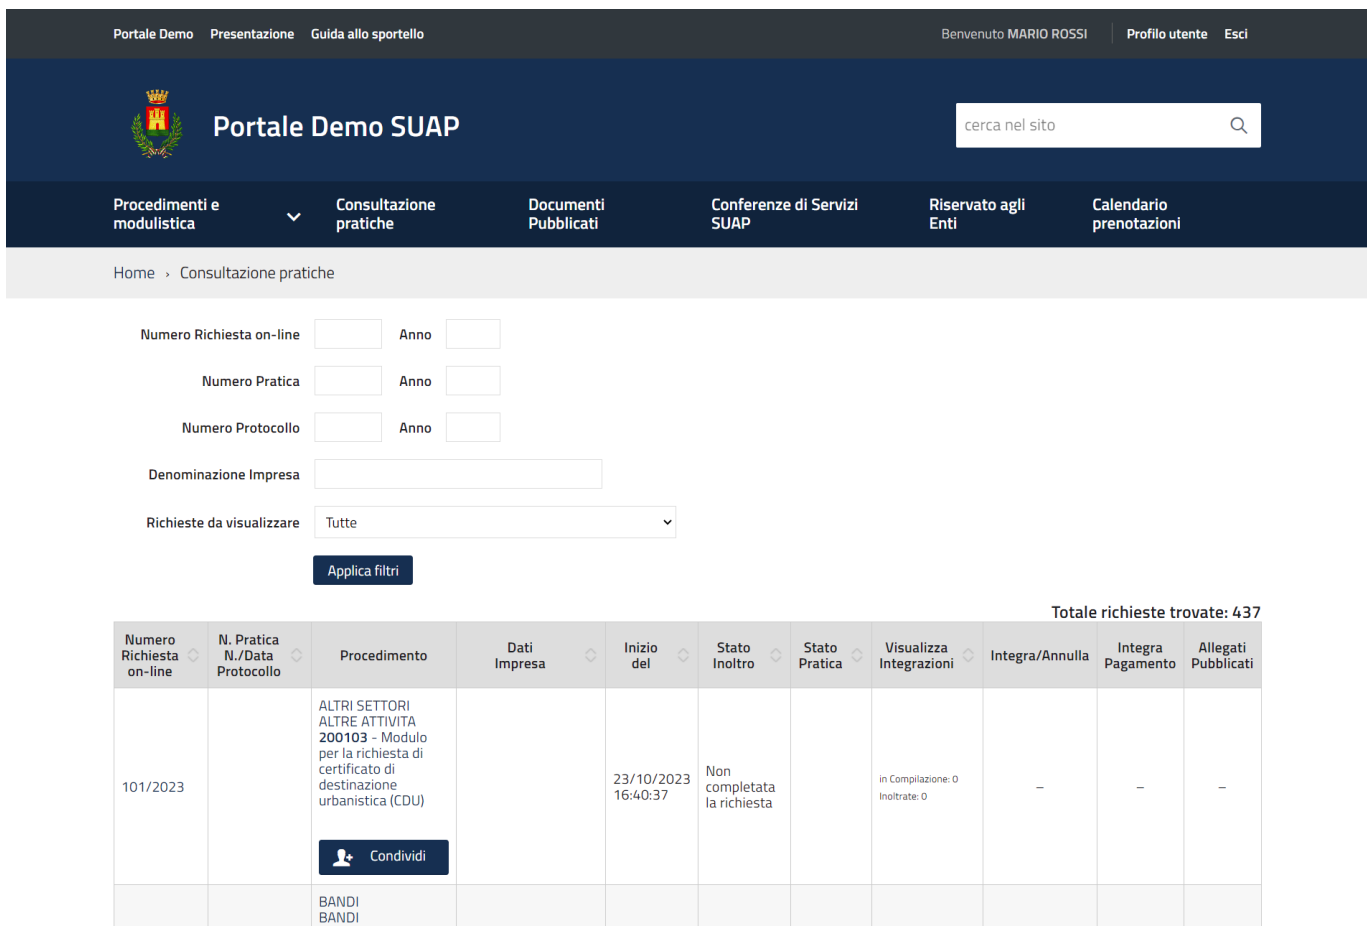 Portale Demo Presentazione Guida allo sportello Benvenuto MARIO ROSSI Profilo utente Esci
Portale Demo SUAP
cerca nel sito
Procedimenti e modulistica
Consultazione pratiche
Documenti Pubblicati
Conferenze di Servizi SUAP
Riservato agli Enti
Calendario prenotazioni
Home › Consultazione pratiche
Numero Richiesta on-line Anno
Numero Pratica Anno
Numero Protocollo Anno
Denominazione Impresa
Richieste da visualizzare Tutte
Applica filtri
Totale richieste trovate: 437
Numero
Richiesta
on-line
N. Pratica
N./Data
Protocollo
Procedimento
Dati
Impresa
Inizio
del
Stato
Inoltro
Stato
Pratica
Visualizza
Integrazioni
Integra/Annulla
Integra
Pagamento
Allegati
Pubblicati
101/2023
ALTRI SETTORI
ALTRE ATTIVITA
200103 - Modulo
per la richiesta di
certificato di
destinazione
urbanistica (CDU)
Condividi
23/10/2023
16:40:37
Non
completata
la richiesta
in Compilazione: 0
Inoltrate: 0
–
–
–
BANDI
BANDI